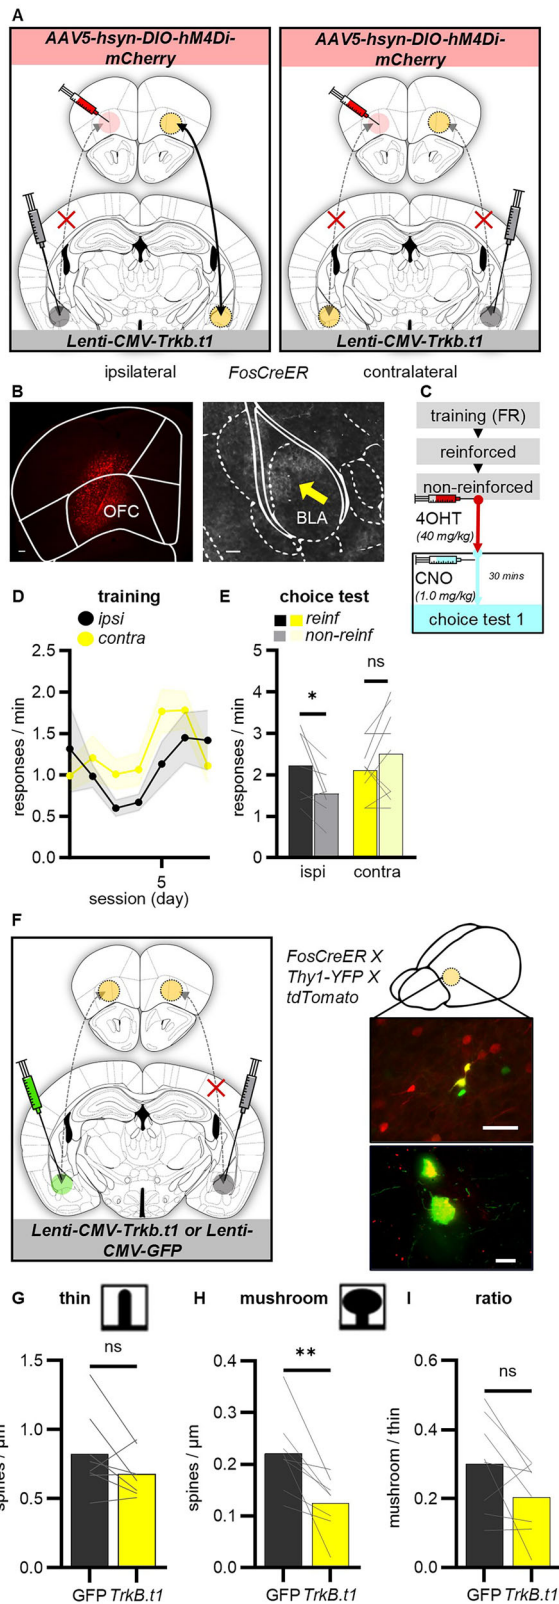 A
AAV5-hsyn-DIO-hM4Di-
mCherry
AAV5-hsyn-DIO-hM4Di-
mCherry
Lenti-CMV-Trkb.t1
Lenti-CMV-Trkb.t1
ipsilateral
FosCreER
contralateral
B
OFC
BLA
C
training (FR)
reinforced
non-reinforced
4OHT
(40 mg/kg)
CNO
(1.0 mg/kg)
30 mins
choice test 1
D
training
ipsi
contra
responses / min
2.5
2.0
1.5
1.0
0.5
0.0
5
session (day)
E
choice test
reinf
non-reinf
responses / min
5
4
3
2
1
0
*
ns
ispi
contra
F
Lenti-CMV-Trkb.t1 or Lenti-
CMV-GFP
FosCreER X
Thy1-YFP X
tdTomato
G
thin
ns
spines / μm
1.5
1.0
0.5
0.0
GFP TrkB.t1
H
mushroom
**
spines / μm
0.4
0.3
0.2
0.1
0.0
GFP TrkB.t1
I
ratio
ns
mushroom / thin
0.6
0.4
0.2
0.0
GFP TrkB.t1